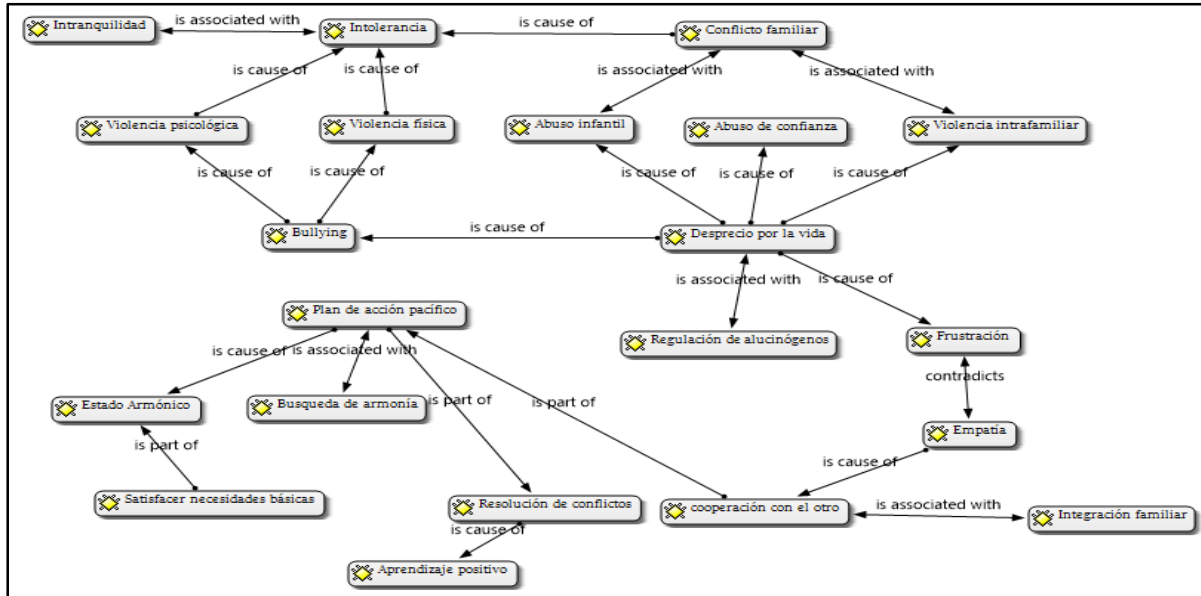 is associated with
is cause of
Intranquilidad
Intolerancia
Conflicto familiar
is cause of
is cause of
is associated with
is associated with
Violencia psicológica
Violencia física
Abuso infantil
Abuso de confianza
Violencia intrafamiliar
is cause of
is cause of
is cause of
is cause of
is cause of
Bullying
is cause of
Desprecio por la vida
is associated with
is cause of
Plan de acción pacífico
Regulación de alucinógenos
Frustración
is cause of
is associated with
contradicts
Estado Armónico
Busqueda de armonía
is part of
is part of
Empatía
is part of
is cause of
Satisfacer necesidades básicas
Resolución de conflictos
cooperación con el otro
is associated with
Integración familiar
is cause of
Aprendizaje positivo